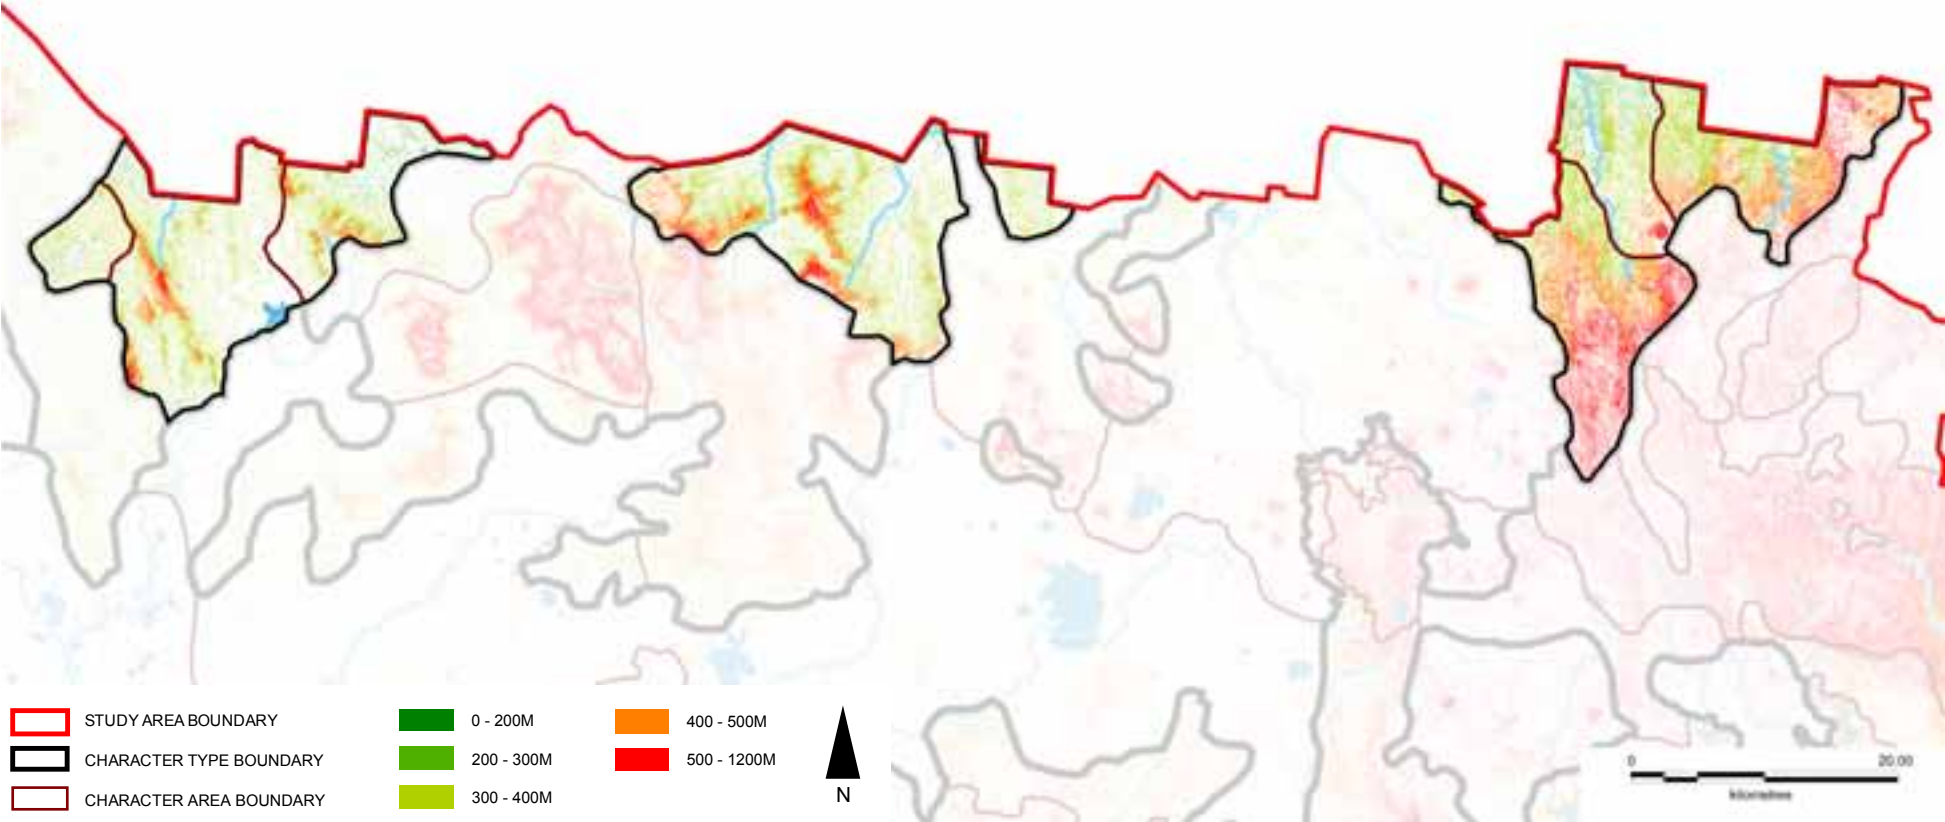 STUDY AREA BOUNDARY
CHARACTER TYPE BOUNDARY
CHARACTER AREA BOUNDARY
0 - 200M
200 - 300M
300 - 400M
400 - 500M
500 - 1200M
N
0 20.00
kilometres